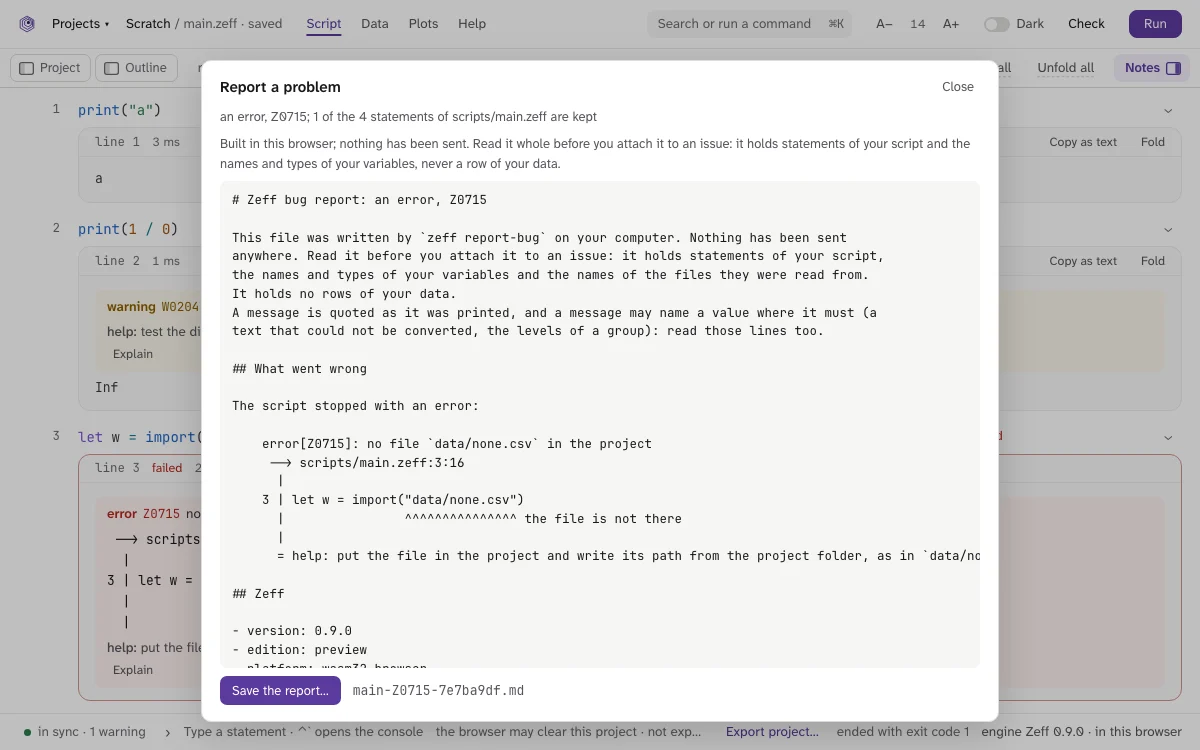 Projects ▾ Scratch / main.zeff · saved Script Data Plots Help Search or run a command ⌘K A– 14 A+ Dark Check Run
Project Outline all Unfold all Notes
Report a problem Close
an error, Z0715; 1 of the 4 statements of scripts/main.zeff are kept
Built in this browser; nothing has been sent. Read it whole before you attach it to an issue: it holds statements of your script and the
names and types of your variables, never a row of your data.
# Zeff bug report: an error, Z0715
This file was written by `zeff report-bug` on your computer. Nothing has been sent
anywhere. Read it before you attach it to an issue: it holds statements of your script,
the names and types of your variables and the names of the files they were read from.
It holds no rows of your data.
A message is quoted as it was printed, and a message may name a value where it must (a
text that could not be converted, the levels of a group): read those lines too.
## What went wrong
The script stopped with an error:
error[Z0715]: no file `data/none.csv` in the project
--> scripts/main.zeff:3:16
|
3 | let w = import("data/none.csv")
| ^^^^^^^^^^^^^^^ the file is not there
|
= help: put the file in the project and write its path from the project folder, as in `data/no
## Zeff
- version: 0.9.0
- edition: preview
- platform: wasm32 browser
Save the report... main-Z0715-7e7ba9df.md
1 print("a")
line 1 3 ms Copy as text Fold
a
2 print(1 / 0)
line 2 1 ms Copy as text Fold
warning W0204
help: test the di
Explain
Inf
3 let w = import(
line 3 failed 2
error Z0715 no
--> scripts
|
3 | let w =
|
|
help: put the file
Explain
in sync · 1 warning › Type a statement · ^` opens the console the browser may clear this project · not exp... Export project... ended with exit code 1 engine Zeff 0.9.0 · in this browser